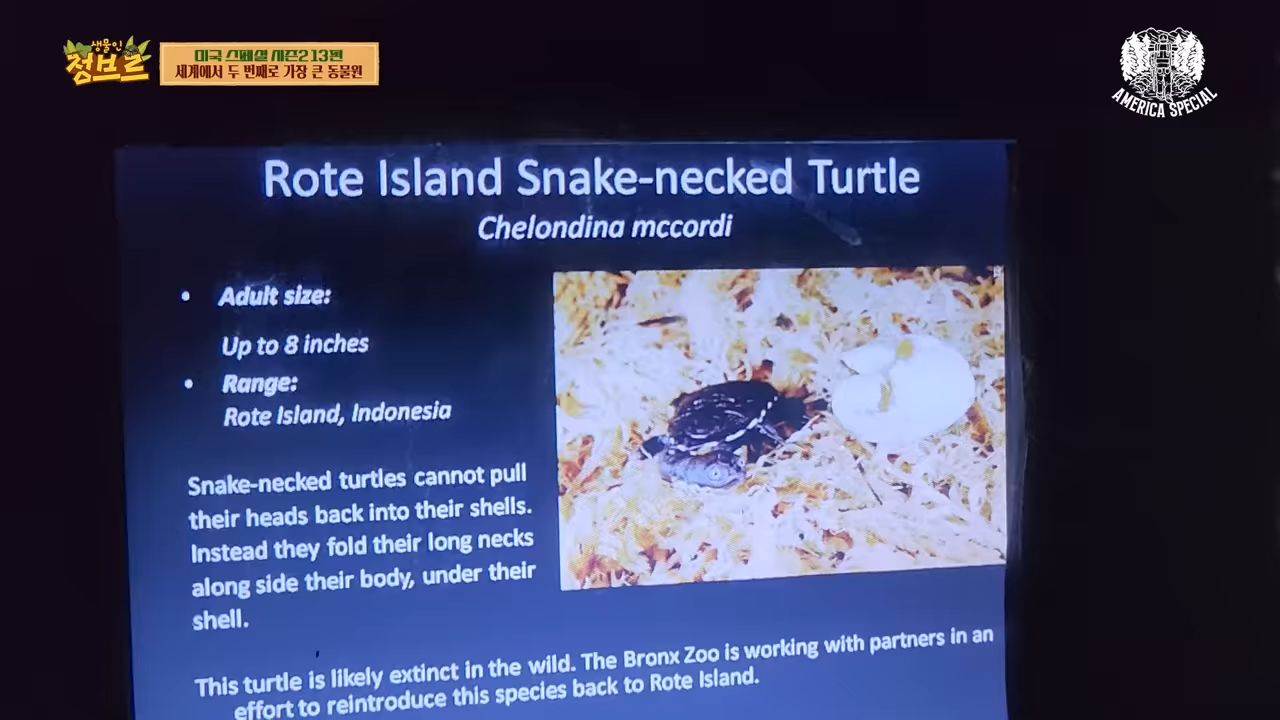 생물인
정브르
미국 스페셜 시즌2 13편
세계에서 두 번째로 가장 큰 동물원
AMERICA SPECIAL
Rote Island Snake-necked Turtle
Chelondina mccordi
• Adult size:
Up to 8 inches
• Range:
Rote Island, Indonesia
Snake-necked turtles cannot pull
their heads back into their shells.
Instead they fold their long necks
along side their body, under their
shell.
This turtle is likely extinct in the wild. The Bronx Zoo is working with partners in an
effort to reintroduce this species back to Rote Island.